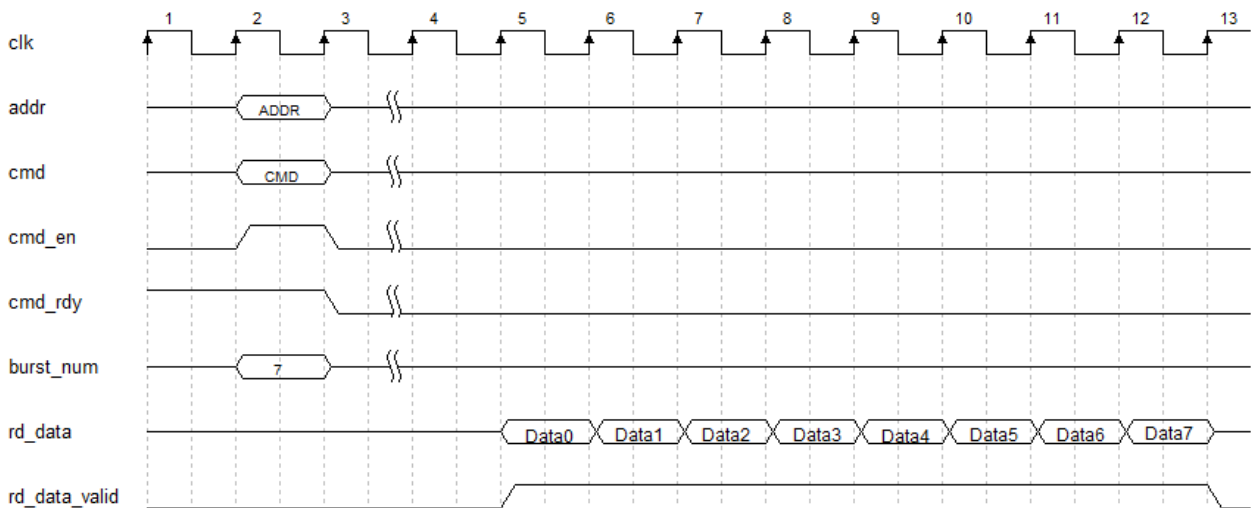 1 2 3 4 5 6 7 8 9 10 11 12 13
clk
addr ADDR
cmd CMD
cmd_en
cmd_rdy
burst_num 7
rd_data Data0 Data1 Data2 Data3 Data4 Data5 Data6 Data7
rd_data_valid